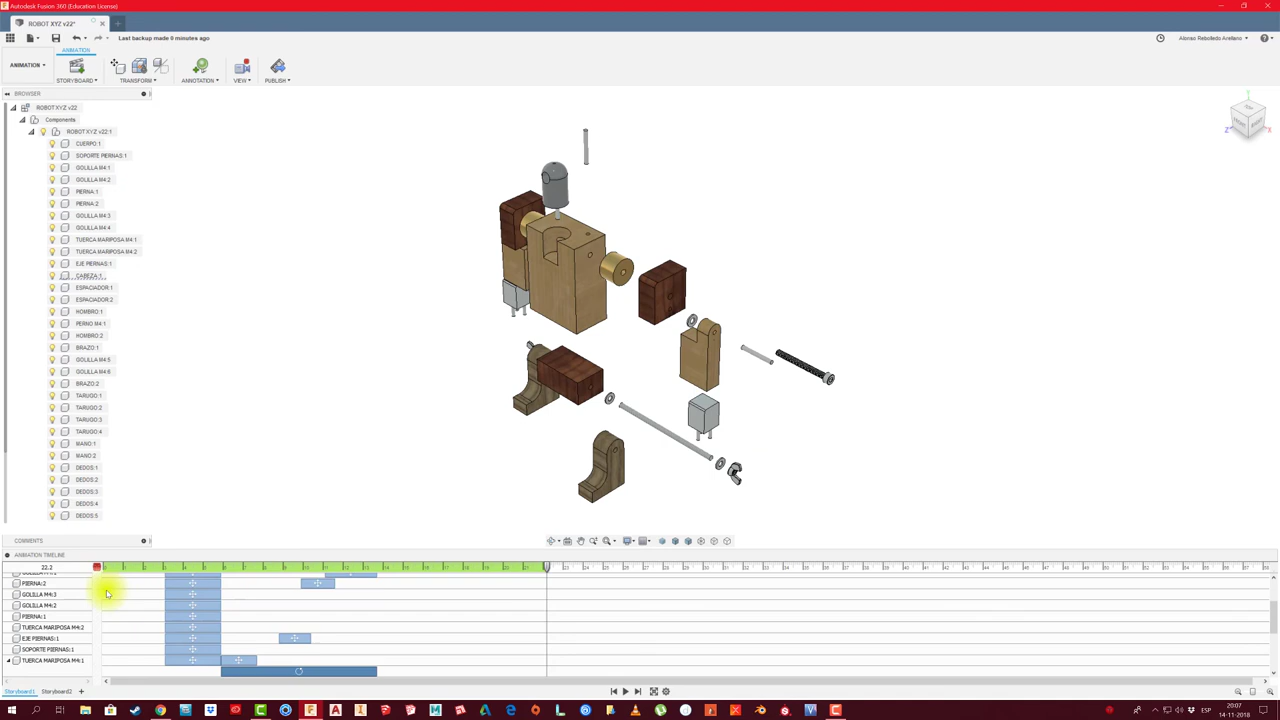 Autodesk Fusion 360 (Education License)
ROBOT XYZ v22*
Last backup made 0 minutes ago
Alonso Rebolledo Arellano
ANIMATION
ANIMATION
STORYBOARD
TRANSFORM
ANNOTATION
VIEW
PUBLISH
BROWSER
ROBOT XYZ v22
Components
ROBOT XYZ v22:1
CUERPO:1
SOPORTE PIERNAS:1
GOLILLA M4:1
GOLILLA M4:2
PIERNA:1
PIERNA:2
GOLILLA M4:3
GOLILLA M4:4
TUERCA MARIPOSA M4:1
TUERCA MARIPOSA M4:2
EJE PIERNAS:1
CABEZA:1
ESPACIADOR:1
ESPACIADOR:2
HOMBRO:1
PERNO M4:1
HOMBRO:2
BRAZO:1
GOLILLA M4:5
GOLILLA M4:6
BRAZO:2
TARUGO:1
TARUGO:2
TARUGO:3
TARUGO:4
MANO:1
MANO:2
DEDOS:1
DEDOS:2
DEDOS:3
DEDOS:4
DEDOS:5
COMMENTS
ANIMATION TIMELINE
22.2
PIERNA:2
GOLILLA M4:3
GOLILLA M4:2
PIERNA:1
TUERCA MARIPOSA M4:2
EJE PIERNAS:1
SOPORTE PIERNAS:1
TUERCA MARIPOSA M4:1
Storyboard1 Storyboard2
ESP
20:07
14-11-2018